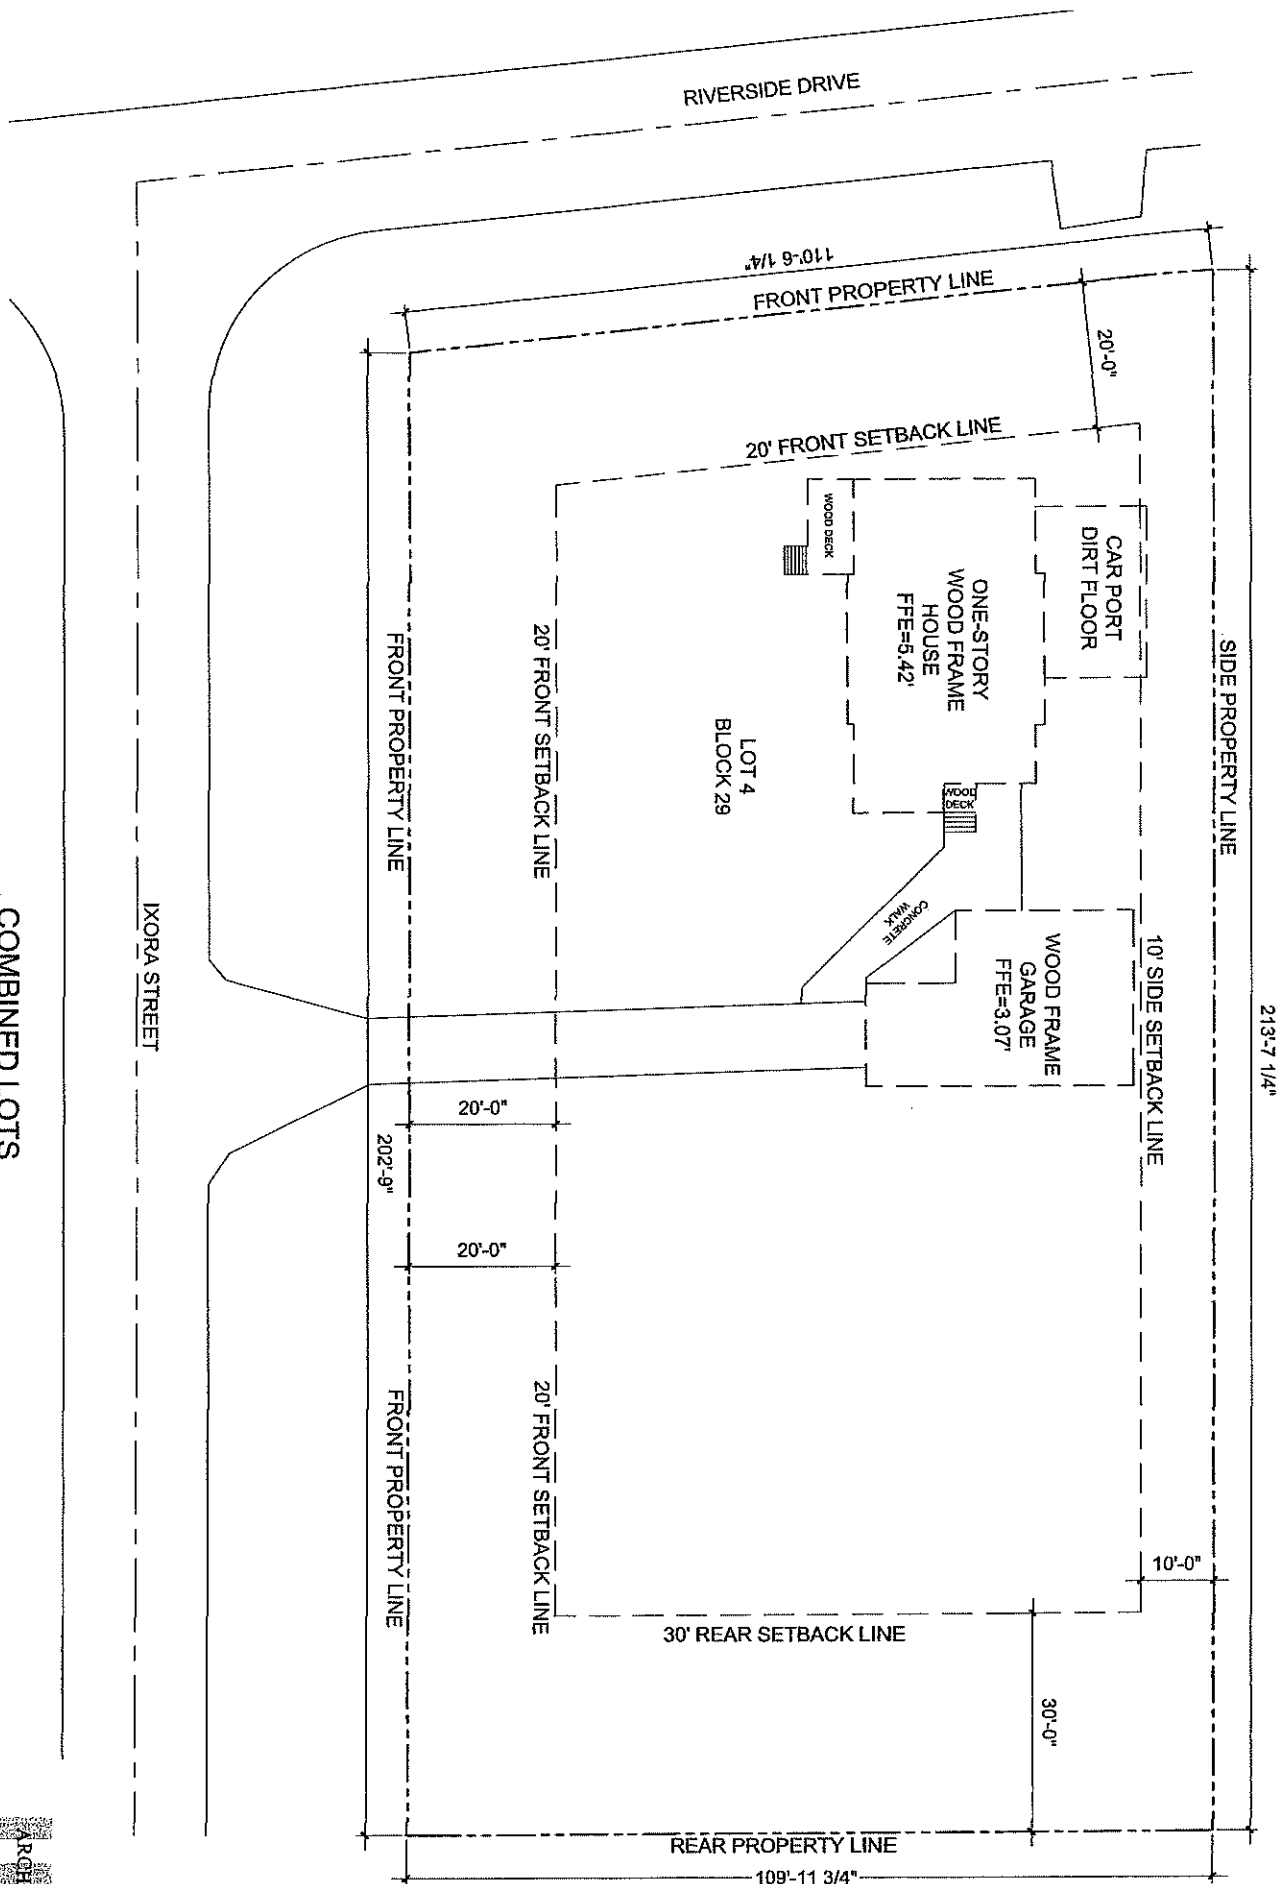 RIVERSIDE DRIVE
110'-6 1/4"
FRONT PROPERTY LINE
20'-0"
20' FRONT SETBACK LINE
WOOD DECK
CAR PORT
DIRT FLOOR
ONE-STORY
WOOD FRAME
HOUSE
FFE=5.42'
SIDE PROPERTY LINE
FRONT PROPERTY LINE
20' FRONT SETBACK LINE
LOT 4
BLOCK 29
WOOD
DECK
CONCRETE
WALK
WOOD FRAME
GARAGE
FFE=3.07'
10' SIDE SETBACK LINE
213'-7 1/4"
IXORA STREET
COMBINED LOTS
20'-0"
202'-9"
20'-0"
FRONT PROPERTY LINE
20' FRONT SETBACK LINE
10'-0"
30' REAR SETBACK LINE
30'-0"
REAR PROPERTY LINE
109'-11 3/4"
ARCH